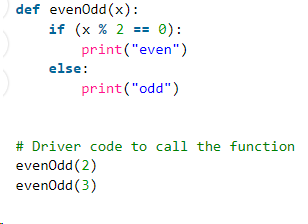 def evenOdd(x):
    if (x % 2 == 0):
        print("even")
    else:
        print("odd")
# Driver code to call the function
evenOdd(2)
evenOdd(3)